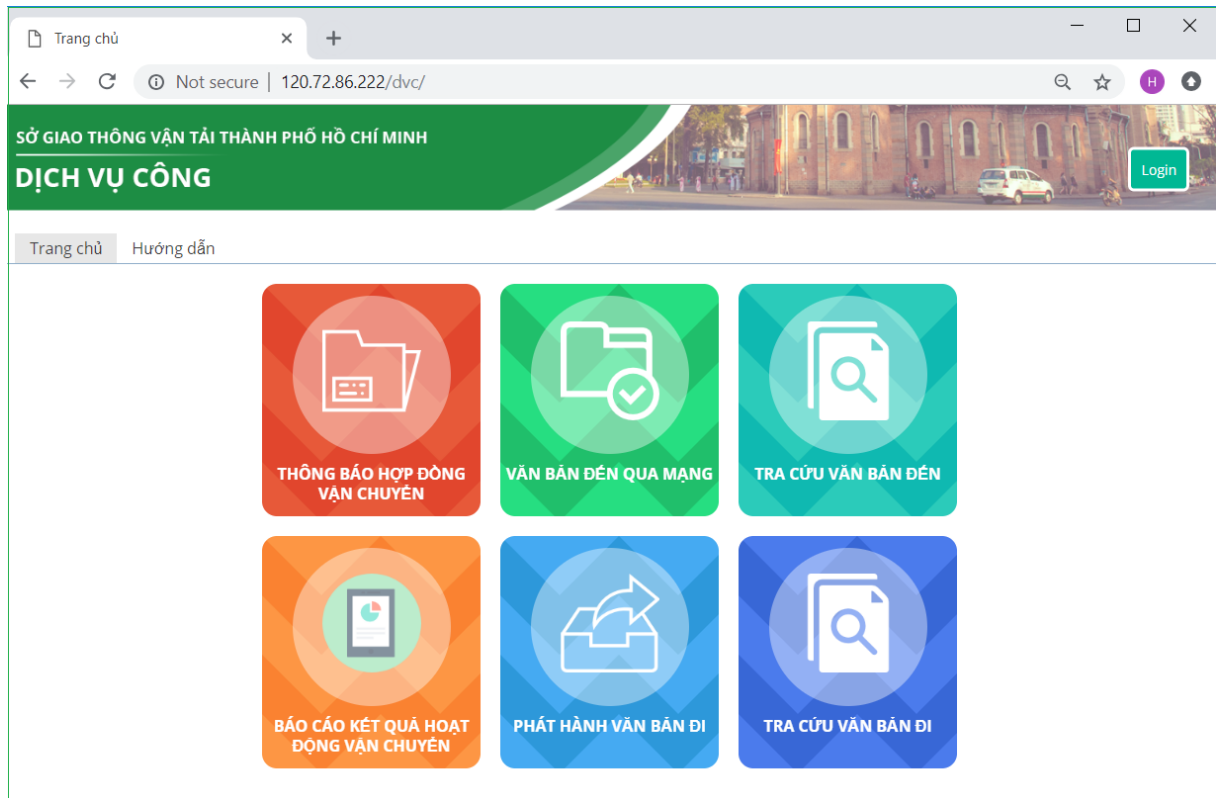 Trang chủ
Not secure | 120.72.86.222/dvc/
H
SỞ GIAO THÔNG VẬN TẢI THÀNH PHỐ HỒ CHÍ MINH
DỊCH VỤ CÔNG
Login
Trang chủ Hướng dẫn
THÔNG BÁO HỢP ĐỒNG
VẬN CHUYỂN
VĂN BẢN ĐẾN QUA MẠNG
TRA CỨU VĂN BẢN ĐẾN
BÁO CÁO KẾT QUẢ HOẠT
ĐỘNG VẬN CHUYỂN
PHÁT HÀNH VĂN BẢN ĐI
TRA CỨU VĂN BẢN ĐI